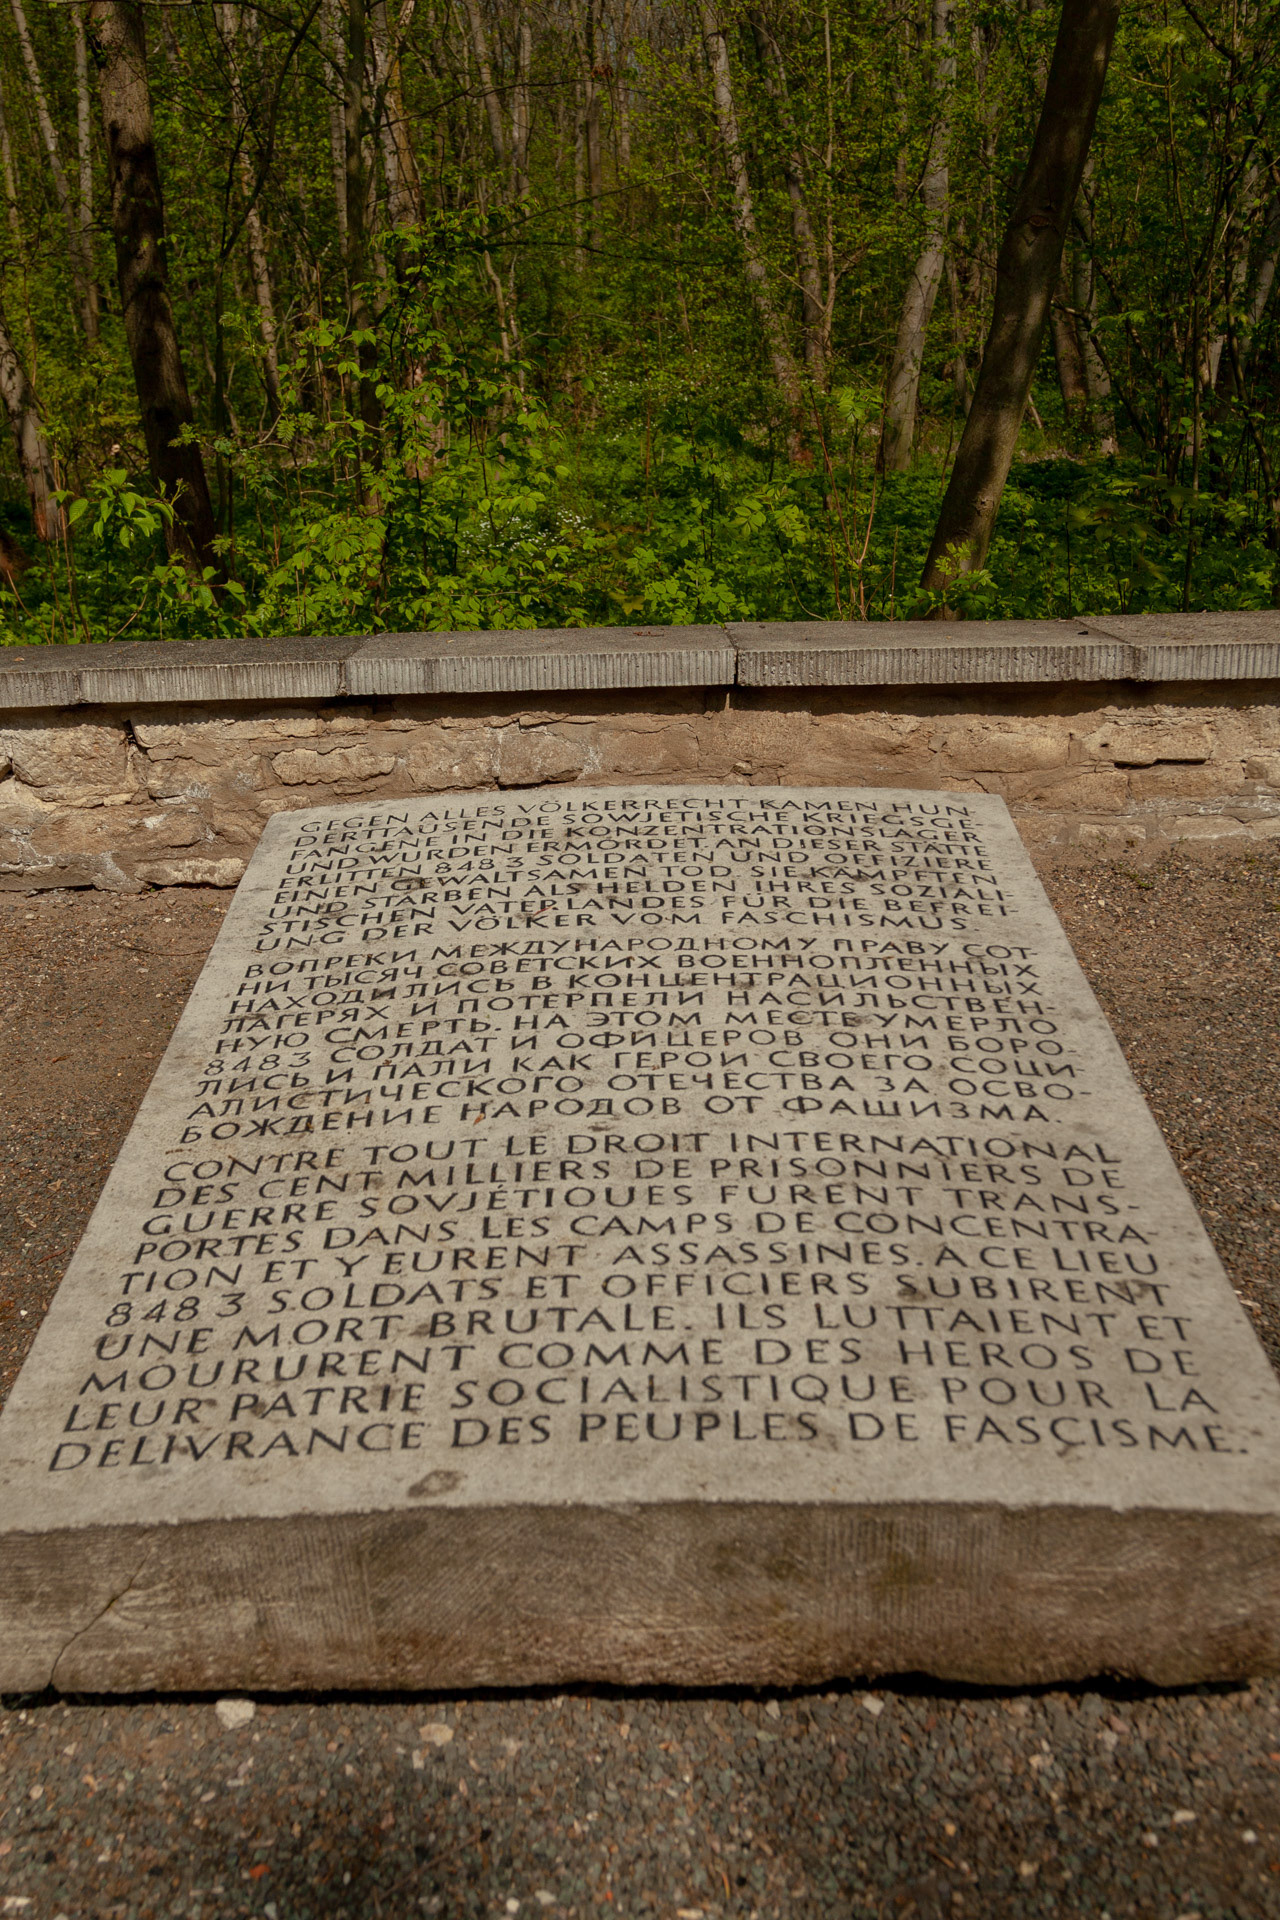 GEGEN ALLES VÖLKERRECHT KAMEN HUN-
DERTTAUSENDE SOWJETISCHE KRIEGSGE-
FANGENE IN DIE KONZENTRATIONSLAGER
UND WURDEN ERMORDET. AN DIESER STÄTTE
ERLITTEN 8483 SOLDATEN UND OFFIZIERE
EINEN GEWALTSAMEN TOD. SIE KÄMPFTEN
UND STARBEN ALS HELDEN IHRES SOZIALI-
STISCHEN VATERLANDES FÜR DIE BEFREI-
UNG DER VÖLKER VOM FASCHISMUS.
ВОПРЕКИ МЕЖДУНАРОДНОМУ ПРАВУ СОТ-
НИ ТЫСЯЧ СОВЕТСКИХ ВОЕННОПЛЕННЫХ
НАХОДИЛИСЬ В КОНЦЕНТРАЦИОННЫХ
ЛАГЕРЯХ И ПОТЕРПЕЛИ НАСИЛЬСТВЕН-
НУЮ СМЕРТЬ. НА ЭТОМ МЕСТЕ УМЕРЛО
8483 СОЛДАТ И ОФИЦЕРОВ. ОНИ БОРО-
ЛИСЬ И ПАЛИ КАК ГЕРОИ СВОЕГО СОЦИ-
АЛИСТИЧЕСКОГО ОТЕЧЕСТВА ЗА ОСВО-
БОЖДЕНИЕ НАРОДОВ ОТ ФАШИЗМА.
CONTRE TOUT LE DROIT INTERNATIONAL
DES CENT MILLIERS DE PRISONNIERS DE
GUERRE SOVJÉTIOUES FURENT TRANS-
PORTES DANS LES CAMPS DE CONCENTRA-
TION ET Y EURENT ASSASSINES. A CE LIEU
8483 SOLDATS ET OFFICIERS SUBIRENT
UNE MORT BRUTALE. ILS LUTTAIENT ET
MOURURENT COMME DES HEROS DE
LEUR PATRIE SOCIALISTIQUE POUR LA
DELIVRANCE DES PEUPLES DE FASCISME.